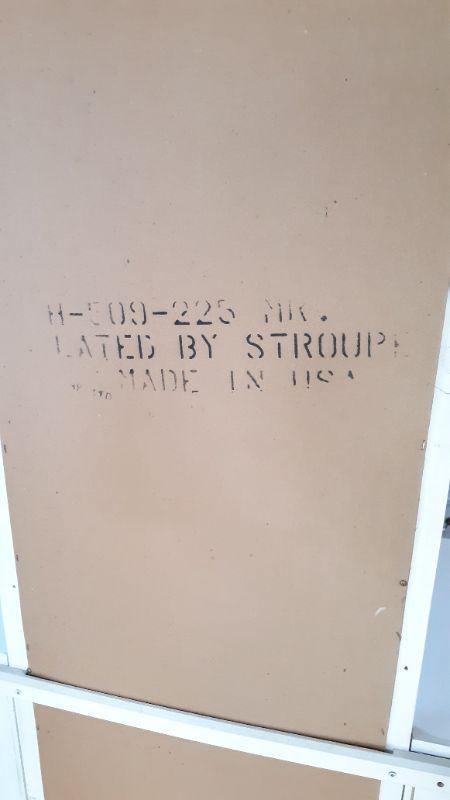 H-509-225 MR.
LATED BY STROUPE
MADE IN USA